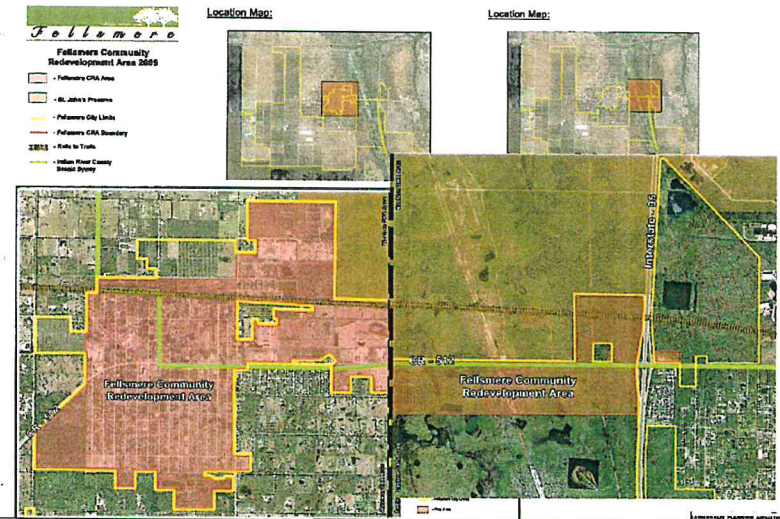 Fellsmere
Fellsmere Community
Redevelopment Area 2009
- Fellsmere CRA Area
- St. John's Preserve
- Fellsmere City Limits
- Fellsmere CRA Boundary
- Rails to Trails
- Indian River County
Scenic Byway
Location Map:
Location Map:
Interstate - 95
CR - 512
Fellsmere Community
Redevelopment Area
Fellsmere Community
Redevelopment Area